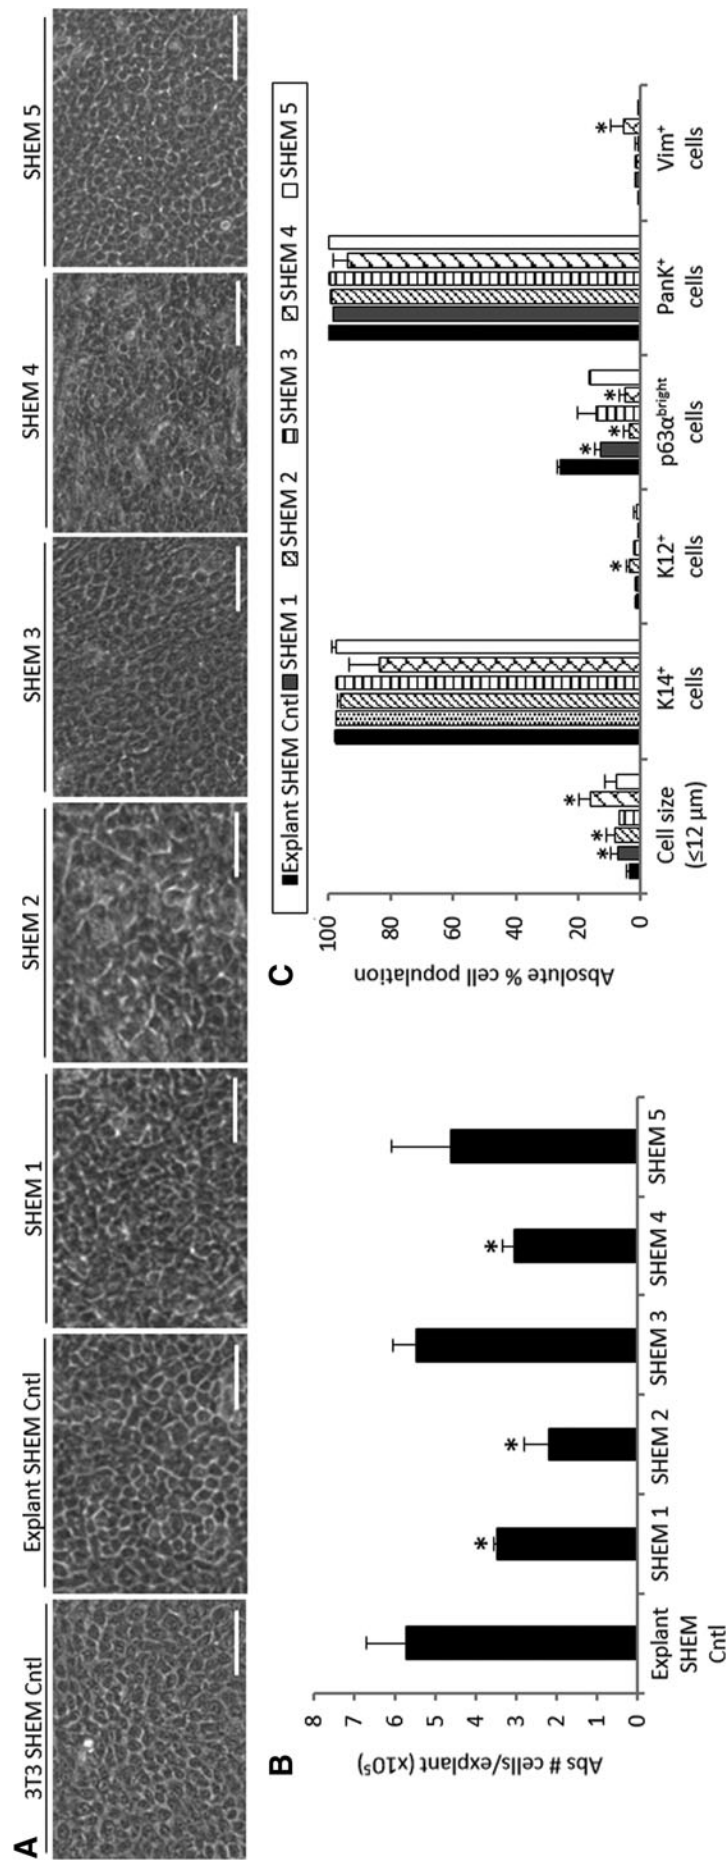 A
3T3 SHEM Cntl
Explant SHEM Cntl
SHEM 1
SHEM 2
SHEM 3
SHEM 4
SHEM 5
B
Abs # cells/explant (x10⁵)
8
7
6
5
4
3
2
1
0
*
*
*
Explant
SHEM
Cntl
SHEM 1
SHEM 2
SHEM 3
SHEM 4
SHEM 5
C
Explant SHEM Cntl SHEM 1 SHEM 2 SHEM 3 SHEM 4 SHEM 5
Absolute % cell population
100
80
60
40
20
0
* * *
*
* * *
*
Cell size
(≤12 μm)
K14⁺
cells
K12⁺
cells
p63αᵇʳⁱᵍʰᵗ
cells
PanK⁺
cells
Vim⁺
cells